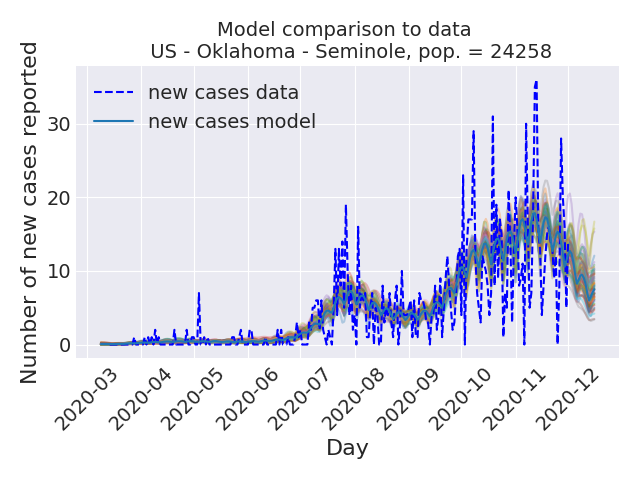 Model comparison to data
US - Oklahoma - Seminole, pop. = 24258
Number of new cases reported
new cases data
new cases model
30
20
10
0
2020-03
2020-04
2020-05
2020-06
2020-07
2020-08
2020-09
2020-10
2020-11
2020-12
Day